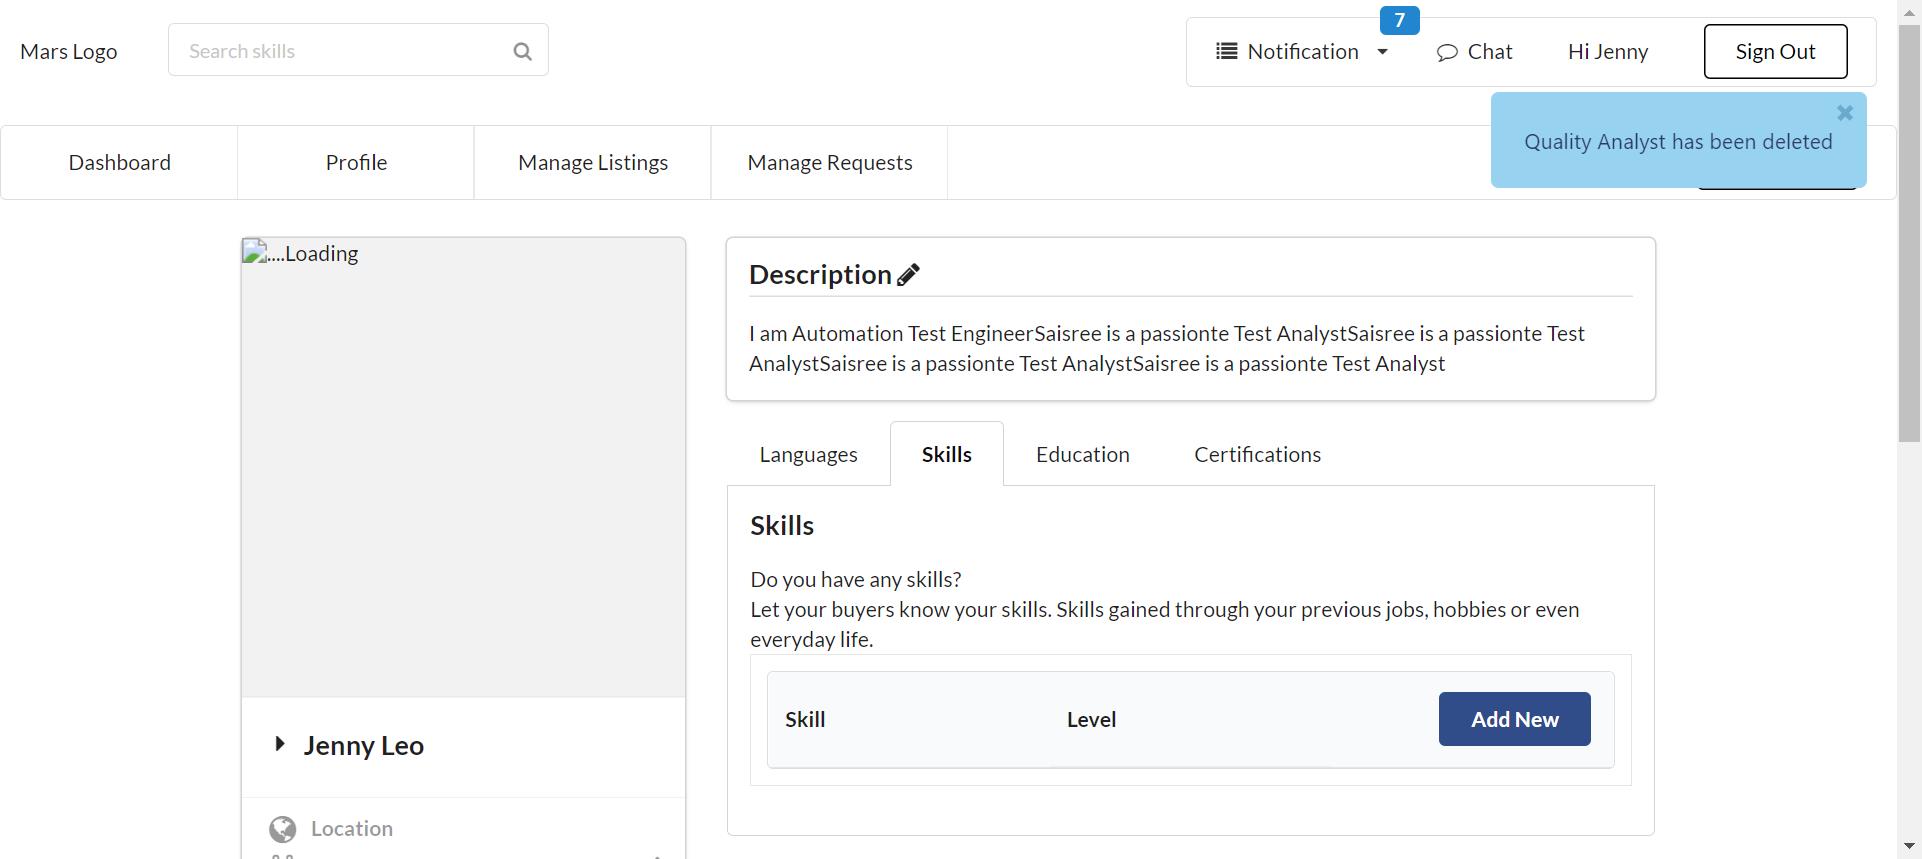 Mars Logo
Search skills
Notification
7
Chat
Hi Jenny
Sign Out
Quality Analyst has been deleted
Dashboard
Profile
Manage Listings
Manage Requests
....Loading
Description
I am Automation Test EngineerSaisree is a passionte Test AnalystSaisree is a passionte Test
AnalystSaisree is a passionte Test AnalystSaisree is a passionte Test Analyst
Languages
Skills
Education
Certifications
Skills
Do you have any skills?
Let your buyers know your skills. Skills gained through your previous jobs, hobbies or even
everyday life.
Skill
Level
Add New
Jenny Leo
Location